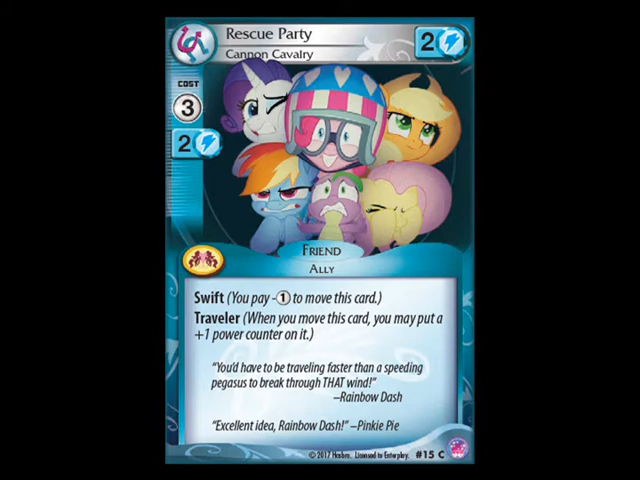 Rescue Party
Cannon Cavalry
2
COST
3
2
FRIEND
ALLY
Swift (You pay -1 to move this card.)
Traveler (When you move this card, you may put a
+1 power counter on it.)
“You’d have to be traveling faster than a speeding
pegasus to break through THAT wind!”
–Rainbow Dash
“Excellent idea, Rainbow Dash!” –Pinkie Pie
© 2017 Hasbro. Licensed to Enterplay. #15 C